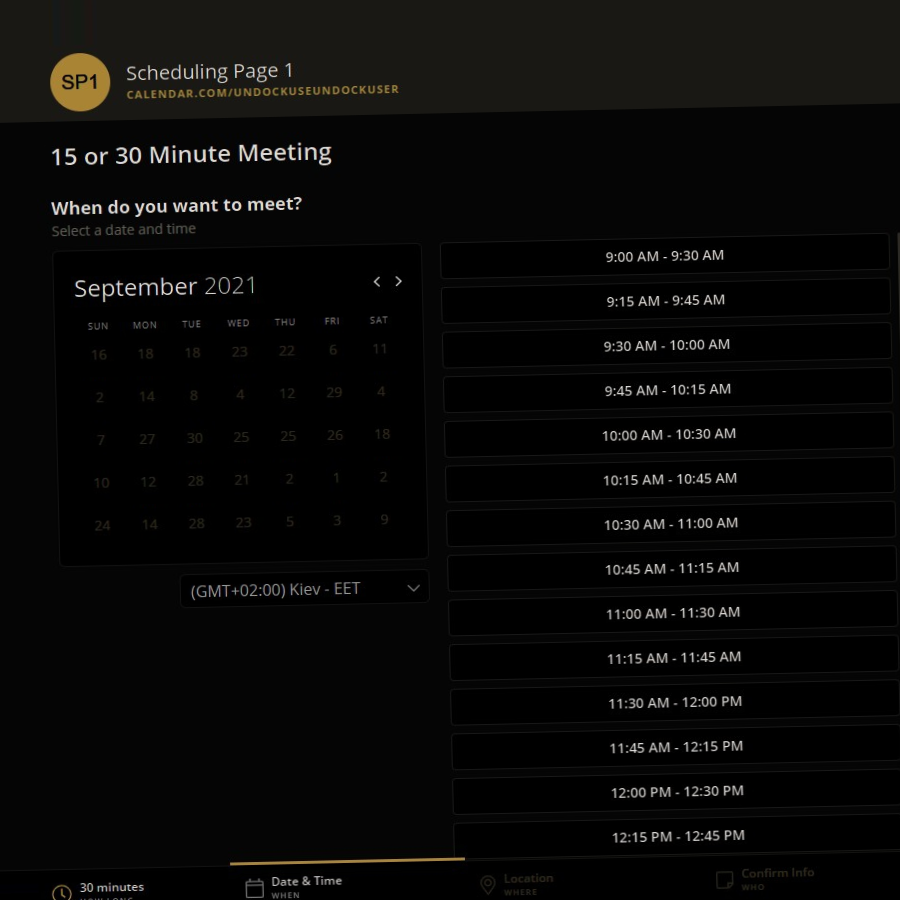 SP1
Scheduling Page 1
CALENDAR.COM/UNDOCKUSEUNDOCKUSER
15 or 30 Minute Meeting
When do you want to meet?
Select a date and time
September 2021
SUN MON TUE WED THU FRI SAT
16 18 18 23 22 6 11
2 14 8 4 12 29 4
7 27 30 25 25 26 18
10 12 28 21 2 1 2
24 14 28 23 5 3 9
(GMT+02:00) Kiev - EET
9:00 AM - 9:30 AM
9:15 AM - 9:45 AM
9:30 AM - 10:00 AM
9:45 AM - 10:15 AM
10:00 AM - 10:30 AM
10:15 AM - 10:45 AM
10:30 AM - 11:00 AM
10:45 AM - 11:15 AM
11:00 AM - 11:30 AM
11:15 AM - 11:45 AM
11:30 AM - 12:00 PM
11:45 AM - 12:15 PM
12:00 PM - 12:30 PM
12:15 PM - 12:45 PM
30 minutes
HOW LONG
Date & Time
WHEN
Location
WHERE
Confirm Info
WHO